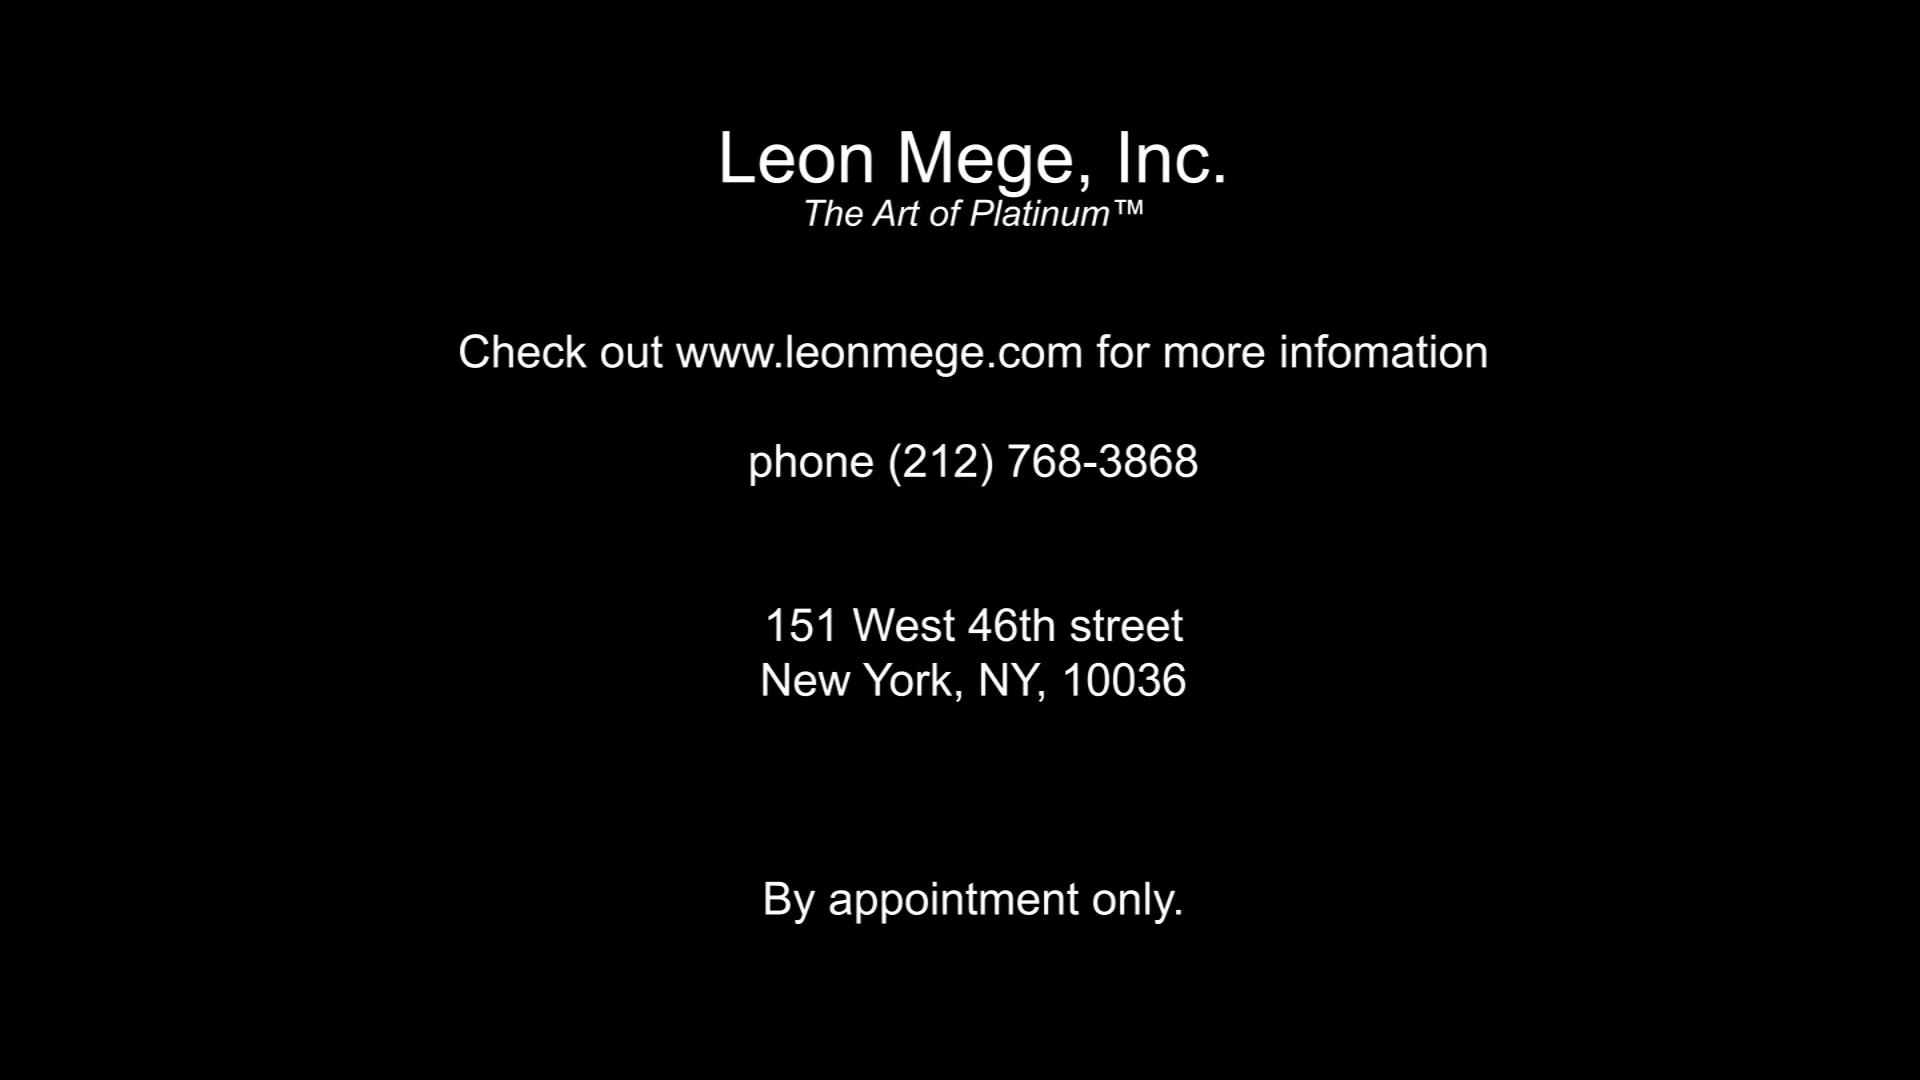 Leon Mege, Inc.
The Art of Platinum™
Check out www.leonmege.com for more infomation
phone (212) 768-3868
151 West 46th street
New York, NY, 10036
By appointment only.